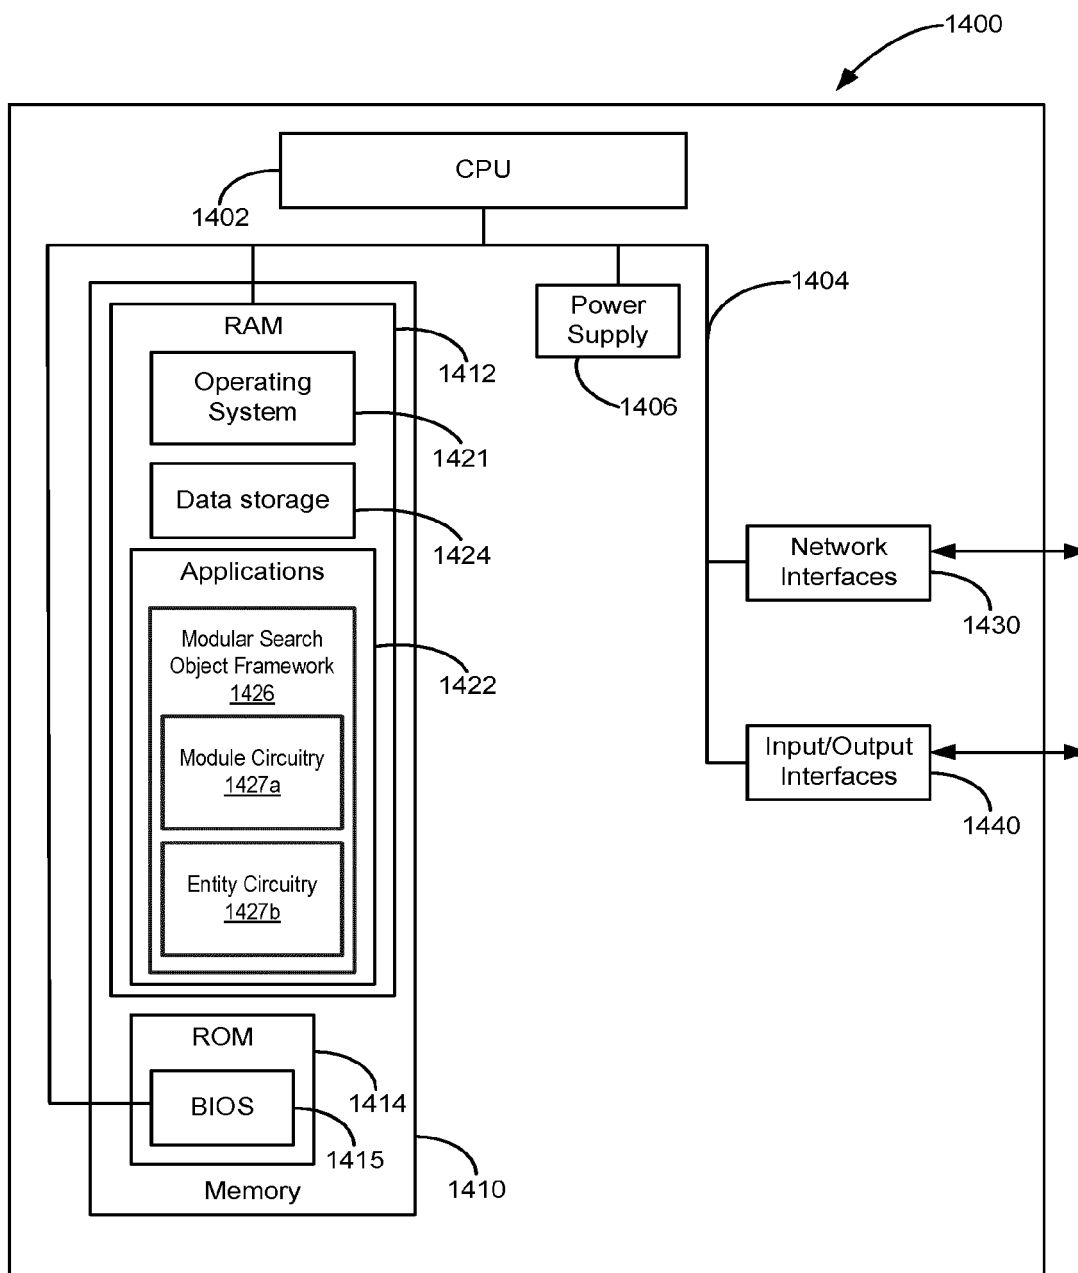 1400
CPU
1402
1404
Power
Supply
1406
RAM
1412
Operating
System
1421
Data storage
1424
Applications
Modular Search
Object Framework
1426
1422
Module Circuitry
1427a
Entity Circuitry
1427b
Network
Interfaces
1430
Input/Output
Interfaces
1440
ROM
1414
BIOS
1415
Memory
1410